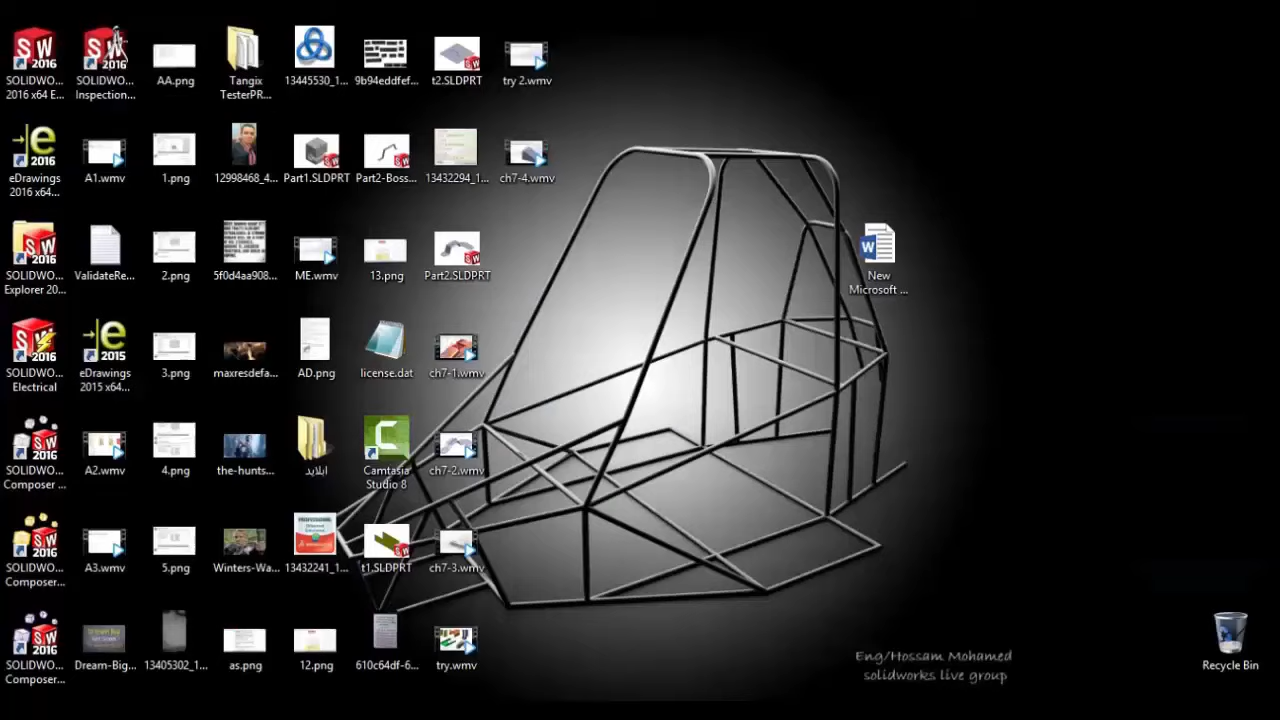 SOLIDWO...
2016 x64 E...
SOLIDWO...
Inspection...
AA.png
Tangix
TesterPR...
13445530_1...
9b94eddfef...
t2.SLDPRT
try 2.wmv
eDrawings
2016 x64...
A1.wmv
1.png
12998468_4...
Part1.SLDPRT
Part2-Boss...
13432294_1...
ch7-4.wmv
SOLIDWO...
Explorer 20...
ValidateRe...
2.png
5f0d4aa908...
ME.wmv
13.png
Part2.SLDPRT
New
Microsoft ...
SOLIDWO...
Electrical
eDrawings
2015 x64...
3.png
maxresdefa...
AD.png
license.dat
ch7-1.wmv
SOLIDWO...
Composer ...
A2.wmv
4.png
the-hunts...
ابلايد
Camtasia
Studio 8
ch7-2.wmv
SOLIDWO...
Composer...
A3.wmv
5.png
Winters-Wa...
13432241_1...
t1.SLDPRT
ch7-3.wmv
SOLIDWO...
Composer...
Dream-Big...
13405302_1...
as.png
12.png
610c64df-6...
try.wmv
Eng/Hossam Mohamed
solidworks live group
Recycle Bin